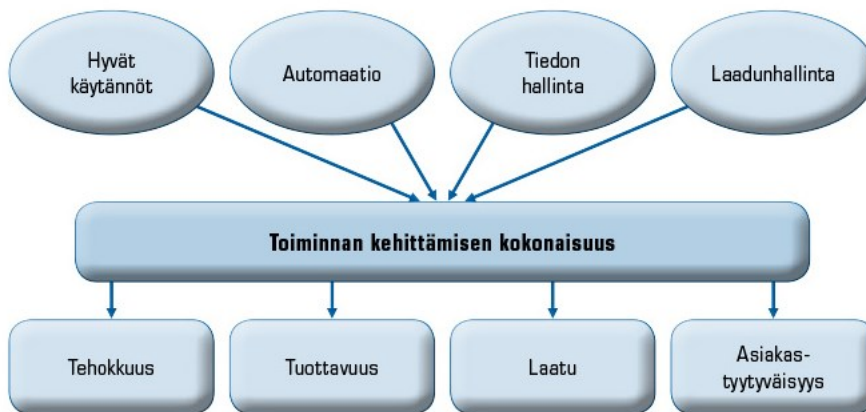 Hyvät
käytännöt
Automaatio
Tiedon
hallinta
Laadunhallinta
Toiminnan kehittämisen kokonaisuus
Tehokkuus
Tuottavuus
Laatu
Asiakas-
tyytyväisyys